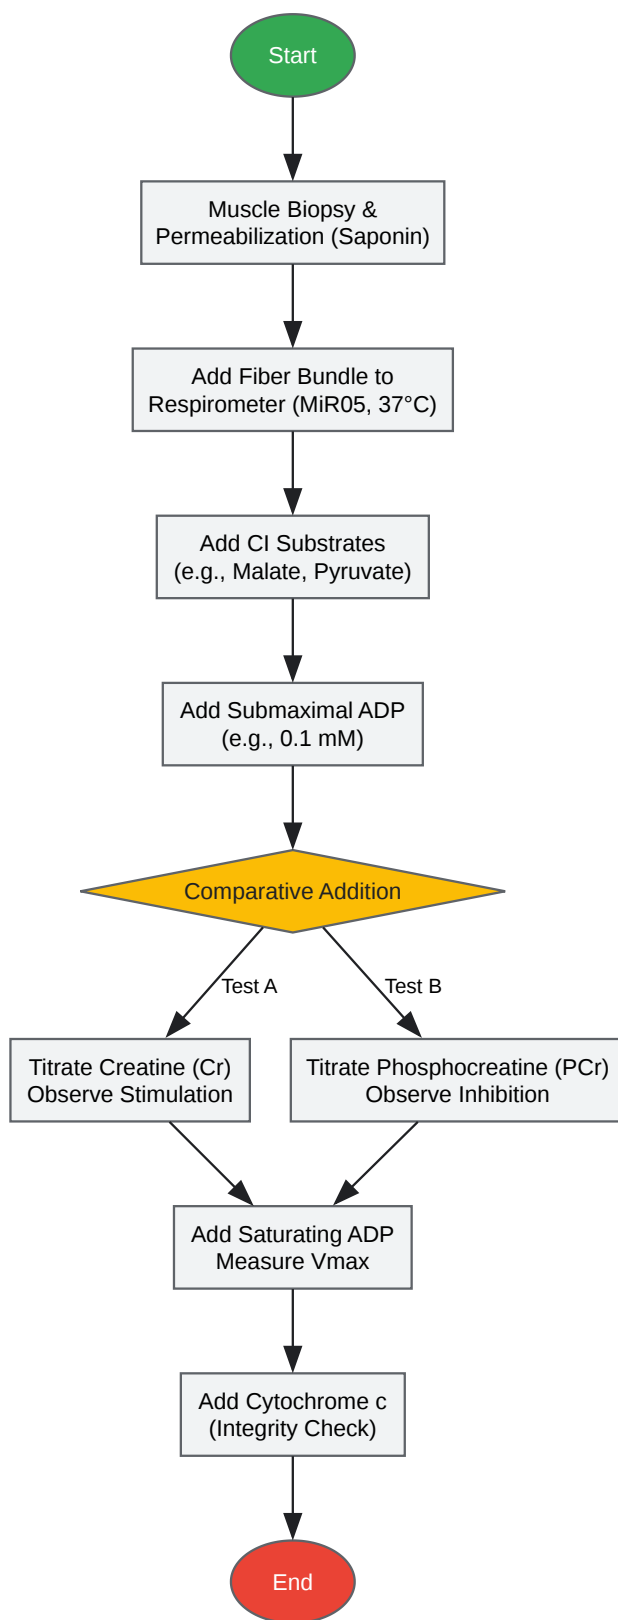 Start
Muscle Biopsy &
Permeabilization (Saponin)
Add Fiber Bundle to
Respirometer (MiR05, 37°C)
Add CI Substrates
(e.g., Malate, Pyruvate)
Add Submaximal ADP
(e.g., 0.1 mM)
Comparative Addition
Test A
Test B
Titrate Creatine (Cr)
Observe Stimulation
Titrate Phosphocreatine (PCr)
Observe Inhibition
Add Saturating ADP
Measure Vmax
Add Cytochrome c
(Integrity Check)
End